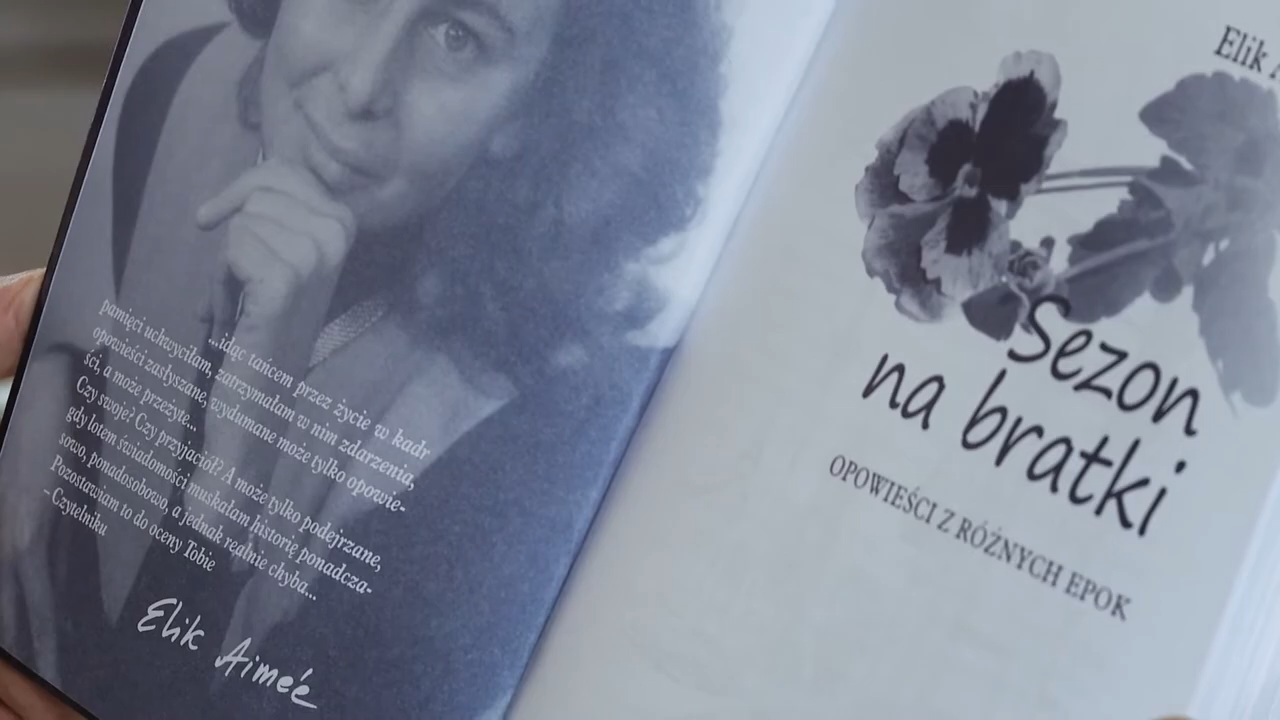 ...idąc tańcem przez życie w kadr
pamięci uchwyciłam, zatrzymałam w nim zdarzenia,
opowieści zasłyszane, wydumane może tylko opowie-
ści, a może przeżyte...
Czy swoje? Czy przyjaciół? A może tylko podejrzane,
gdy lotem świadomości muskałam historię ponadcza-
sowo, ponadosobowo, a jednak realnie chyba...
Pozostawiam to do oceny Tobie
–Czytelniku
Elik Aimeé
Elik
Sezon
na bratki
OPOWIEŚCI Z RÓŻNYCH EPOK